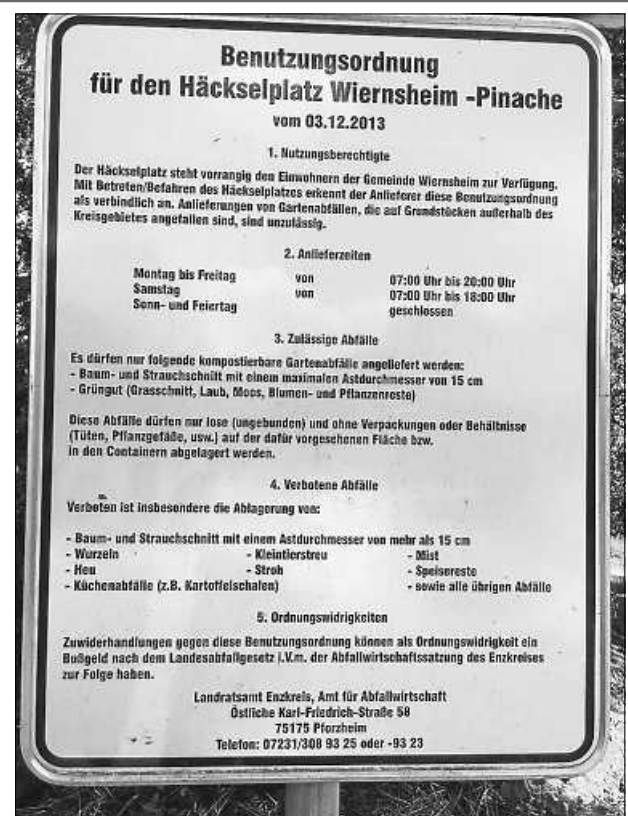 Benutzungsordnung
für den Häckselplatz Wiernsheim -Pinache
vom 03.12.2013
1. Nutzungsberechtigte
Der Häckselplatz steht vorrangig den Einwohnern der Gemeinde Wiernsheim zur Verfügung.
Mit Betreten/Befahren des Häckselplatzes erkennt der Anlieferer diese Benutzungsordnung
als verbindlich an. Anlieferungen von Gartenabfällen, die auf Grundstücken außerhalb des
Kreisgebietes angefallen sind, sind unzulässig.
2. Anlieferzeiten
Montag bis Freitag von 07:00 Uhr bis 20:00 Uhr
Samstag von 07:00 Uhr bis 18:00 Uhr
Sonn- und Feiertag geschlossen
3. Zulässige Abfälle
Es dürfen nur folgende kompostierbare Gartenabfälle angeliefert werden:
- Baum- und Strauchschnitt mit einem maximalen Astdurchmesser von 15 cm
- Grüngut (Grasschnitt, Laub, Moos, Blumen- und Pflanzenreste)
Diese Abfälle dürfen nur lose (ungebunden) und ohne Verpackungen oder Behältnisse
(Tüten, Pflanzgefäße, usw.) auf der dafür vorgesehenen Fläche bzw.
in den Containern abgelagert werden.
4. Verbotene Abfälle
Verboten ist insbesondere die Ablagerung von:
- Baum- und Strauchschnitt mit einem Astdurchmesser von mehr als 15 cm
- Wurzeln - Kleintierstreu - Mist
- Heu - Stroh - Speisereste
- Küchenabfälle (z.B. Kartoffelschalen) - sowie alle übrigen Abfälle
5. Ordnungswidrigkeiten
Zuwiderhandlungen gegen diese Benutzungsordnung können als Ordnungswidrigkeit ein
Bußgeld nach dem Landesabfallgesetz i.V.m. der Abfallwirtschaftssatzung des Enzkreises
zur Folge haben.
Landratsamt Enzkreis, Amt für Abfallwirtschaft
Östliche Karl-Friedrich-Straße 58
75175 Pforzheim
Telefon: 07231/308 93 25 oder -93 23